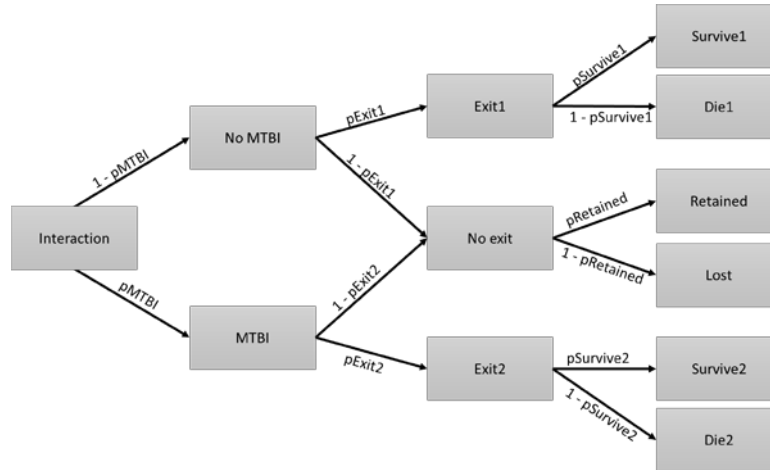 Survive1
pSurvive1
Exit1
Die1
1 - pSurvive1
pExit1
No MTBI
1 - pMTBI
1 - pExit1
Interaction
No exit
pRetained
Retained
1 - pRetained
Lost
pMTBI
1 - pExit2
MTBI
pExit2
Exit2
pSurvive2
Survive2
1 - pSurvive2
Die2